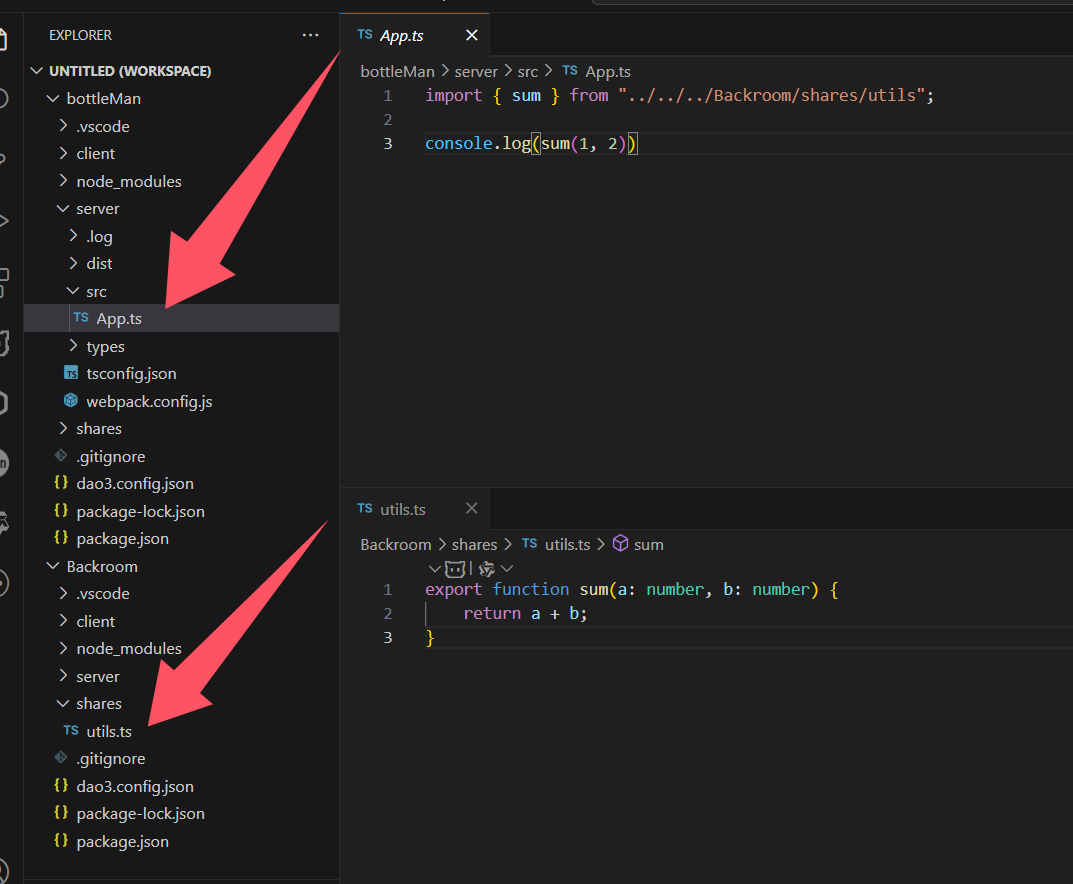 EXPLORER
UNTITLED (WORKSPACE)
bottleMan
.vscode
client
node_modules
server
.log
dist
src
TS App.ts
types
TS tsconfig.json
webpack.config.js
shares
.gitignore
{} dao3.config.json
{} package-lock.json
{} package.json
Backroom
.vscode
client
node_modules
server
shares
TS utils.ts
.gitignore
{} dao3.config.json
{} package-lock.json
{} package.json
TS App.ts
bottleMan > server > src > TS App.ts
1 import { sum } from "../../../Backroom/shares/utils";
2
3 console.log(sum(1, 2))
TS utils.ts
Backroom > shares > TS utils.ts > sum
1 export function sum(a: number, b: number) {
2 return a + b;
3 }